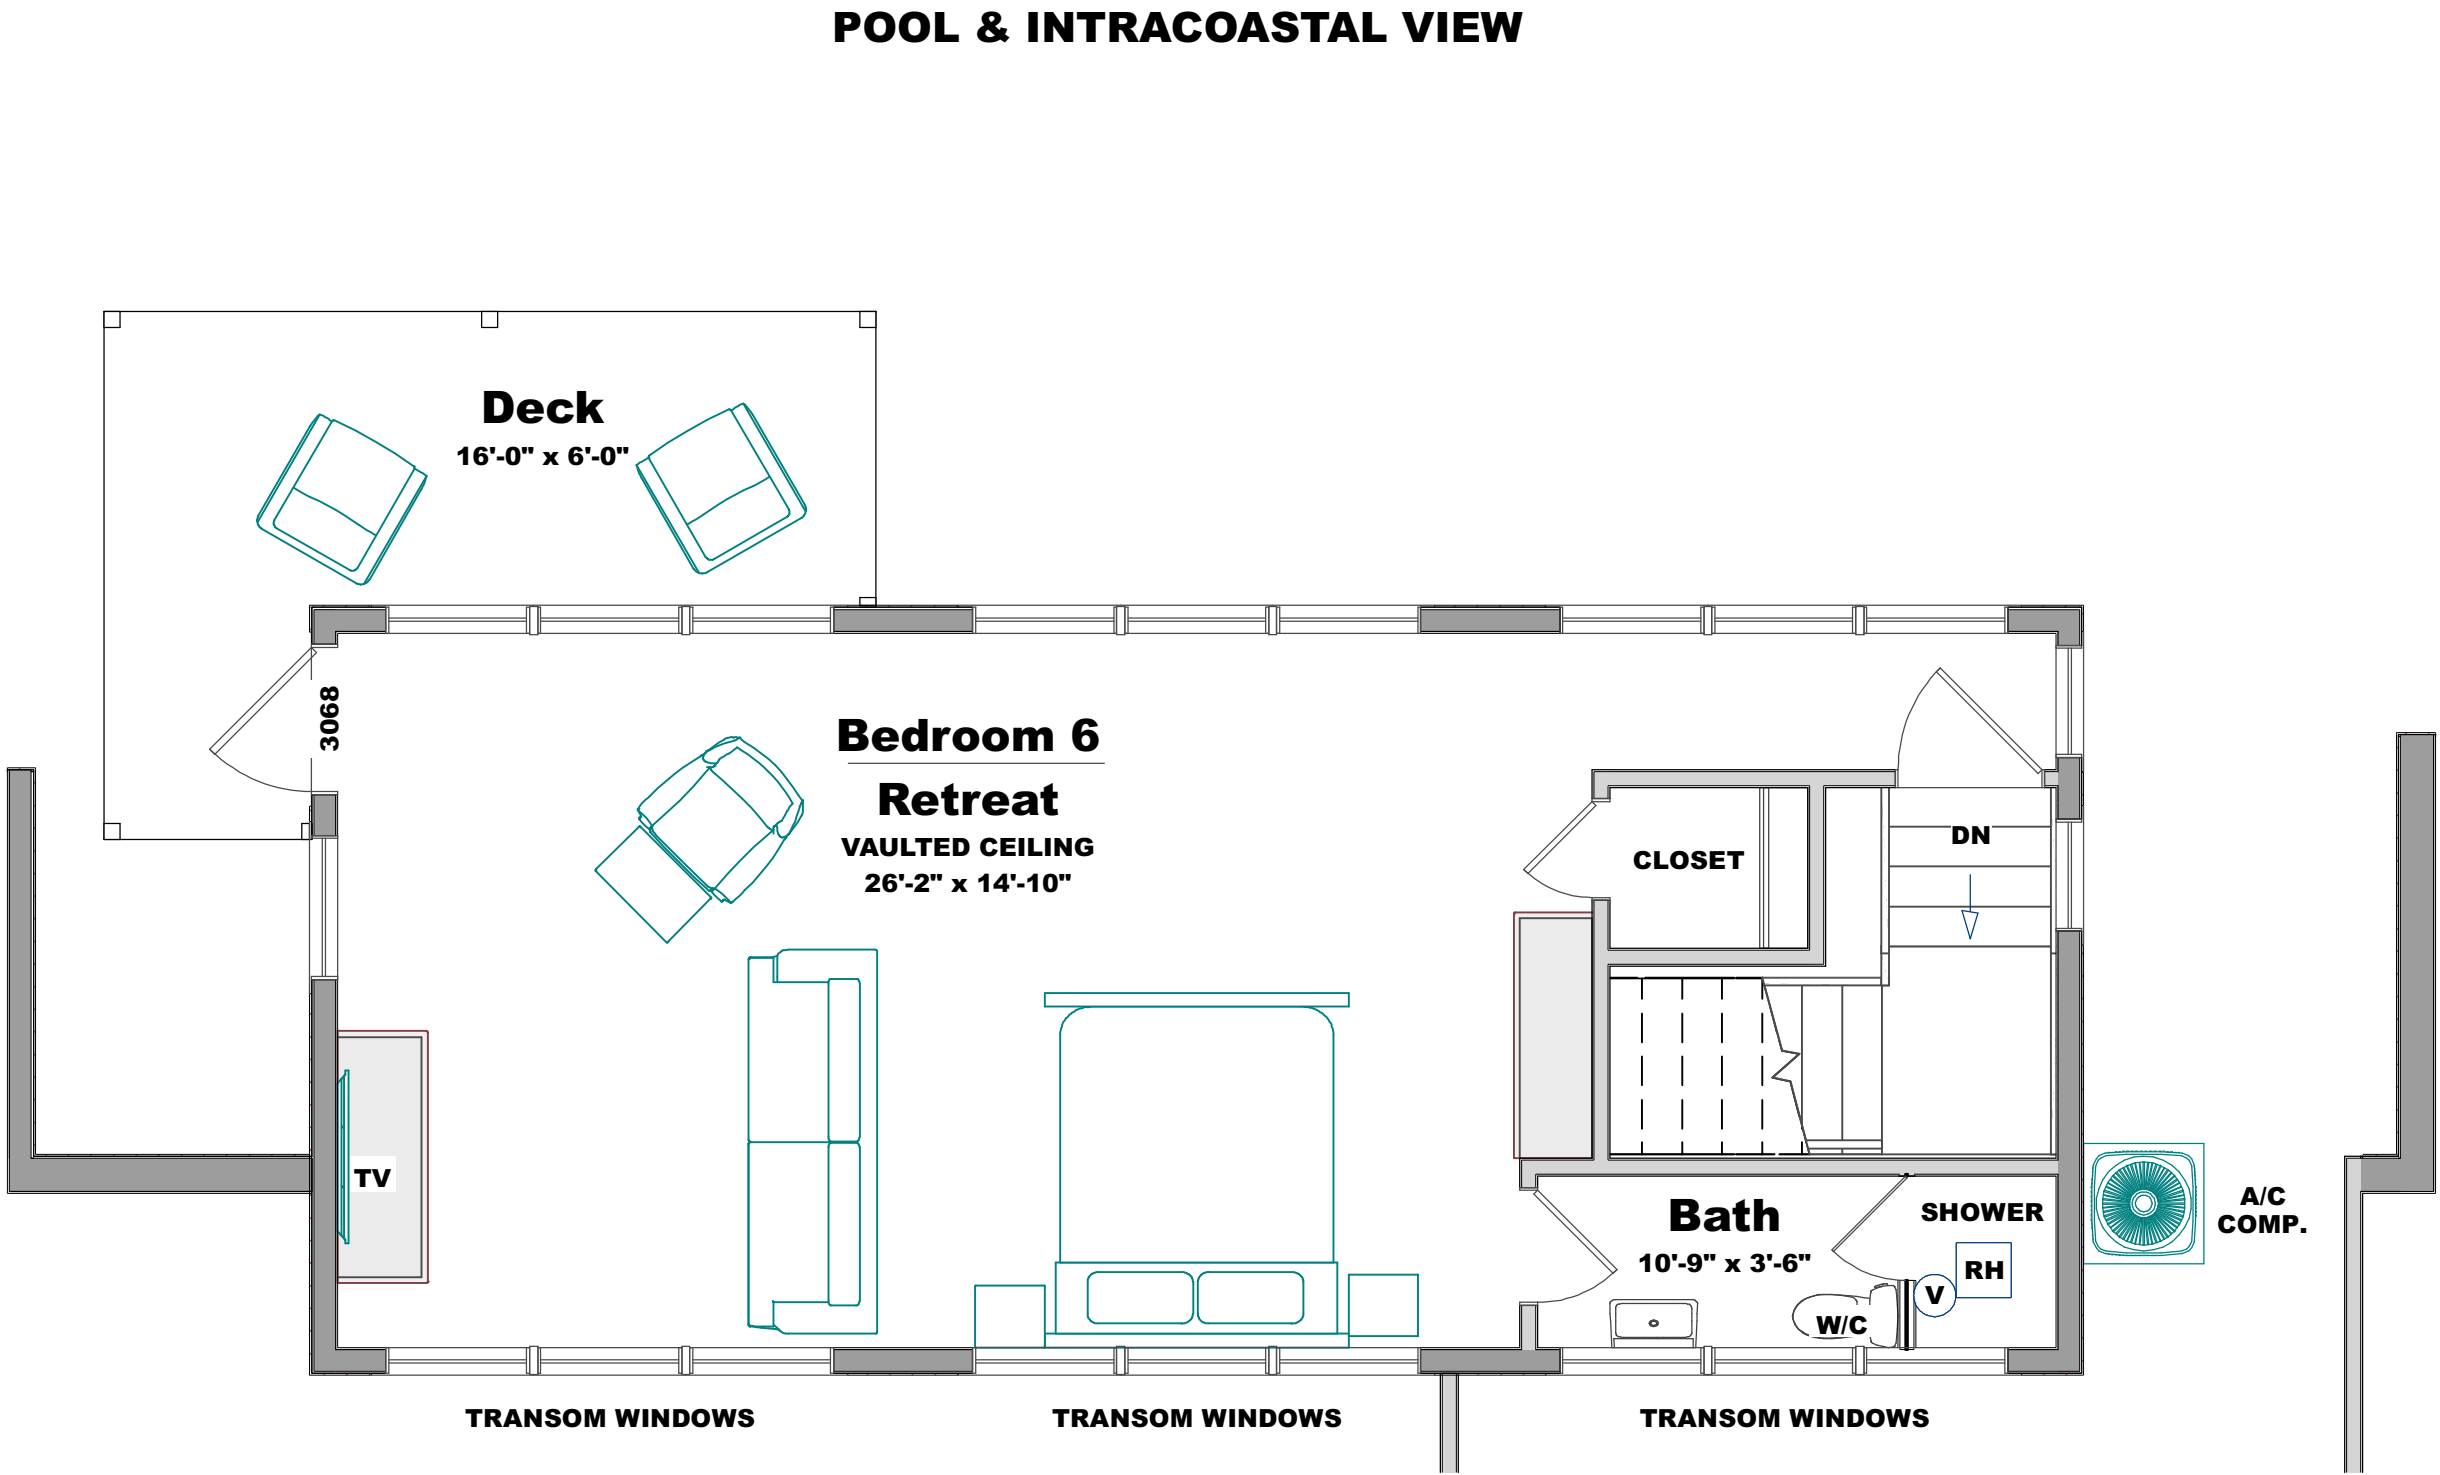 POOL & INTRACOASTAL VIEW
Deck
16'-0" x 6'-0"
3068
Bedroom 6
Retreat
VAULTED CEILING
26'-2" x 14'-10"
CLOSET
DN
TV
Bath
10'-9" x 3'-6"
SHOWER
RH
V
W/C
A/C
COMP.
TRANSOM WINDOWS
TRANSOM WINDOWS
TRANSOM WINDOWS